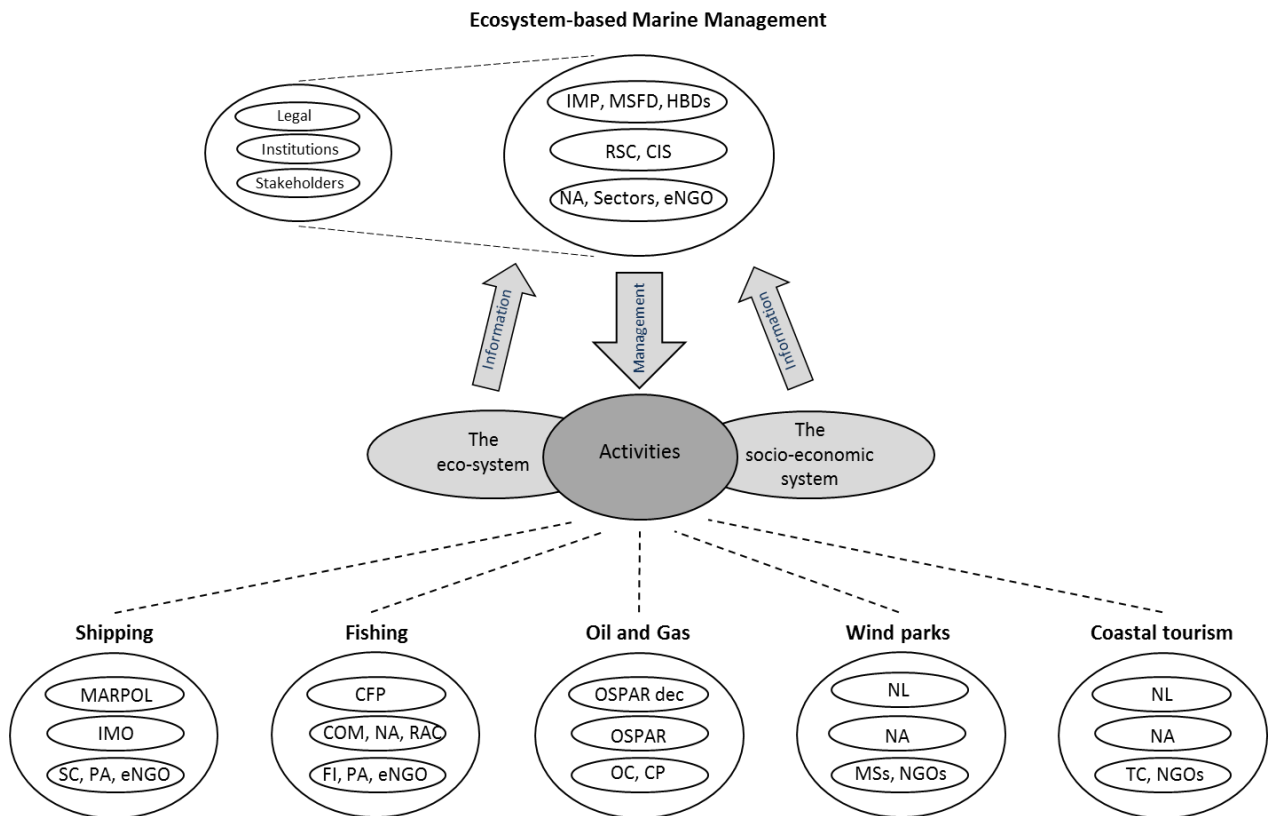 Ecosystem-based Marine Management
Legal
Institutions
Stakeholders
IMP, MSFD, HBDs
RSC, CIS
NA, Sectors, eNGO
Information
Management
Information
The
eco-system
Activities
The
socio-economic
system
Shipping
MARPOL
IMO
SC, PA, eNGO
Fishing
CFP
COM, NA, RAC
FI, PA, eNGO
Oil and Gas
OSPAR dec
OSPAR
OC, CP
Wind parks
NL
NA
MSs, NGOs
Coastal tourism
NL
NA
TC, NGOs